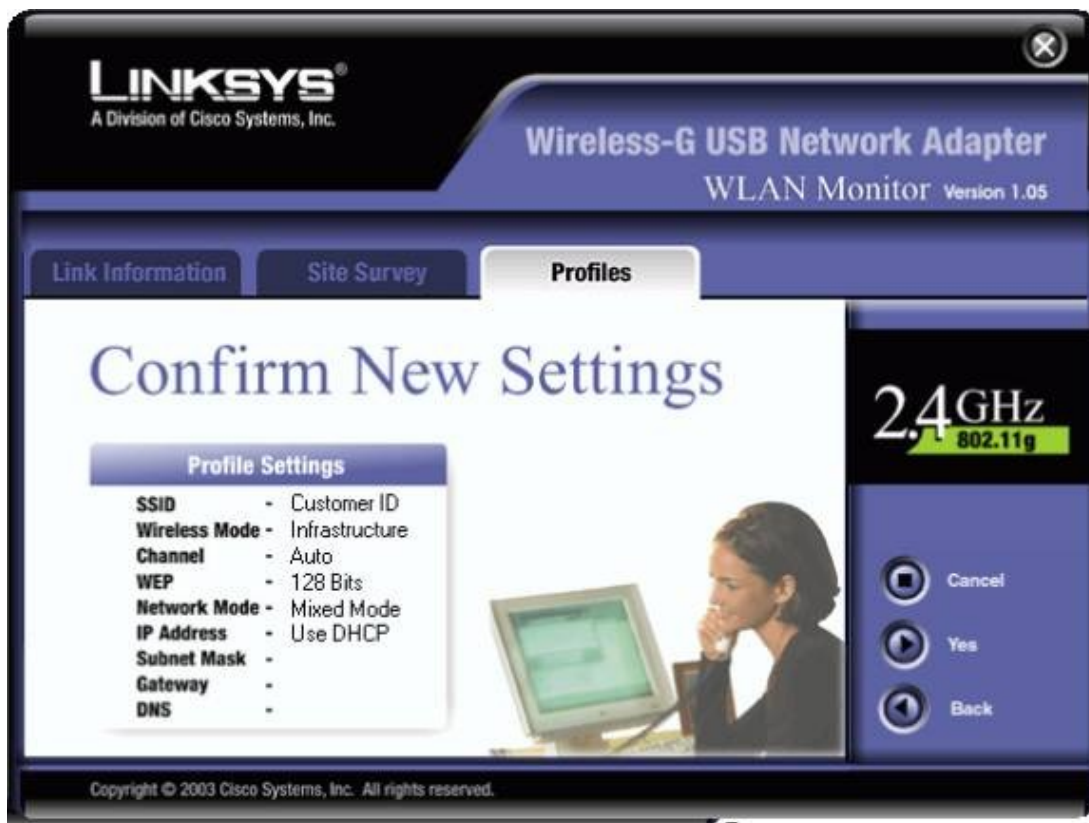 LINKSYS®
A Division of Cisco Systems, Inc.
Wireless-G USB Network Adapter
WLAN Monitor Version 1.05
Link Information Site Survey Profiles
Confirm New Settings
2.4GHz
802.11g
Profile Settings
SSID - Customer ID
Wireless Mode - Infrastructure
Channel - Auto
WEP - 128 Bits
Network Mode - Mixed Mode
IP Address - Use DHCP
Subnet Mask -
Gateway -
DNS -
Cancel
Yes
Back
Copyright © 2003 Cisco Systems, Inc. All rights reserved.